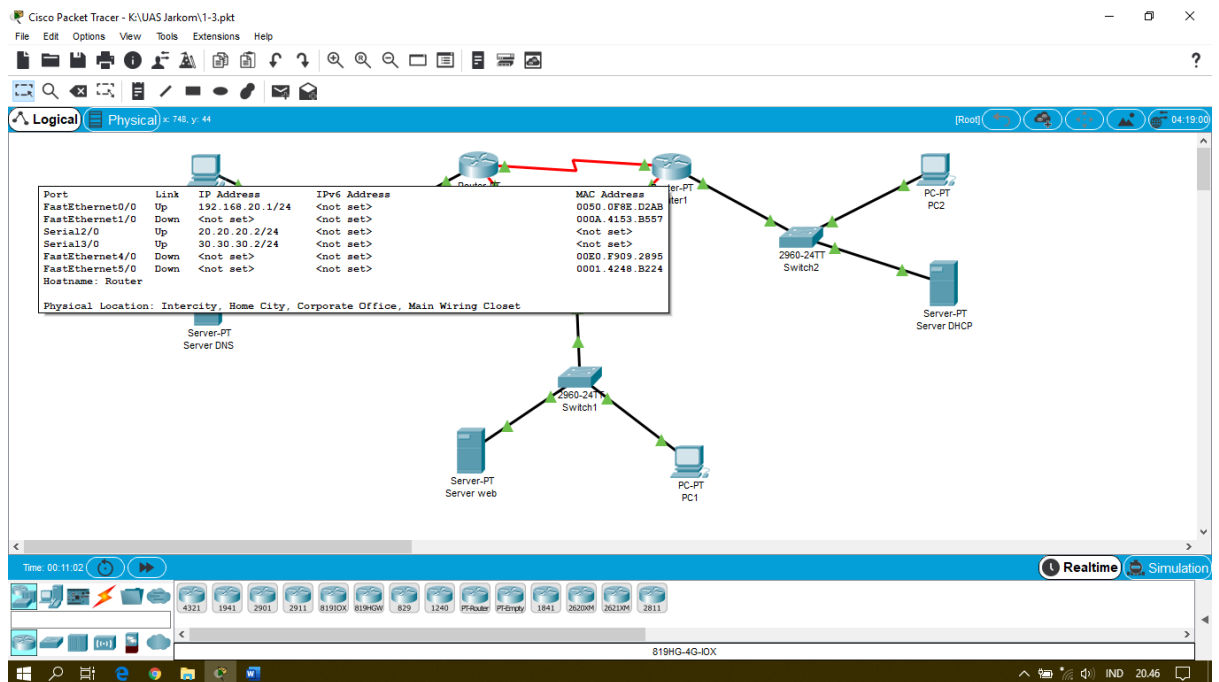 Cisco Packet Tracer - K:\UAS Jarkom\1-3.pkt
File Edit Options View Tools Extensions Help
?
Logical Physical x: 748, y: 44 [Root] 04:19:00
Port Link IP Address IPv6 Address MAC Address
FastEthernet0/0 Up 192.168.20.1/24 <not set> 0050.0F8E.D2AB
FastEthernet1/0 Down <not set> <not set> 000A.4153.B557
Serial2/0 Up 20.20.20.2/24 <not set> <not set>
Serial3/0 Up 30.30.30.2/24 <not set> <not set>
FastEthernet4/0 Down <not set> <not set> 00E0.F909.2895
FastEthernet5/0 Down <not set> <not set> 0001.4248.B224
Hostname: Router
Physical Location: Intercity, Home City, Corporate Office, Main Wiring Closet
PC-PT
PC2
2960-24TT
Switch2
Server-PT
Server DHCP
Server-PT
Server DNS
2960-24TT
Switch1
Server-PT
Server web
PC-PT
PC1
Time: 00:11:02 Realtime Simulation
4321 1941 2901 2911 819IOX 819HGW 829 1240 PT-Router PT-Empty 1841 2620XM 2621XM 2811
819HG-4G-IOX
IND 20.46